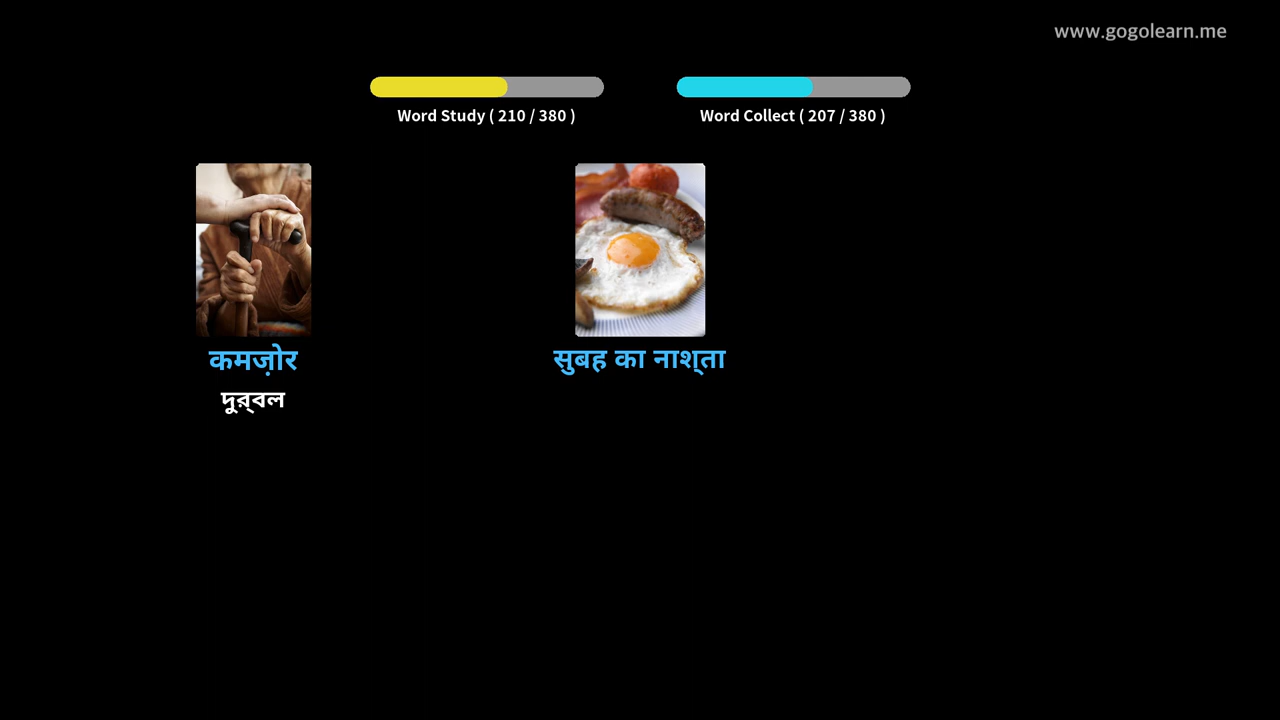 www.gogolearn.me
Word Study ( 210 / 380 )
Word Collect ( 207 / 380 )
कमज़ोर
दुर्बल
सुबह का नाश्ता